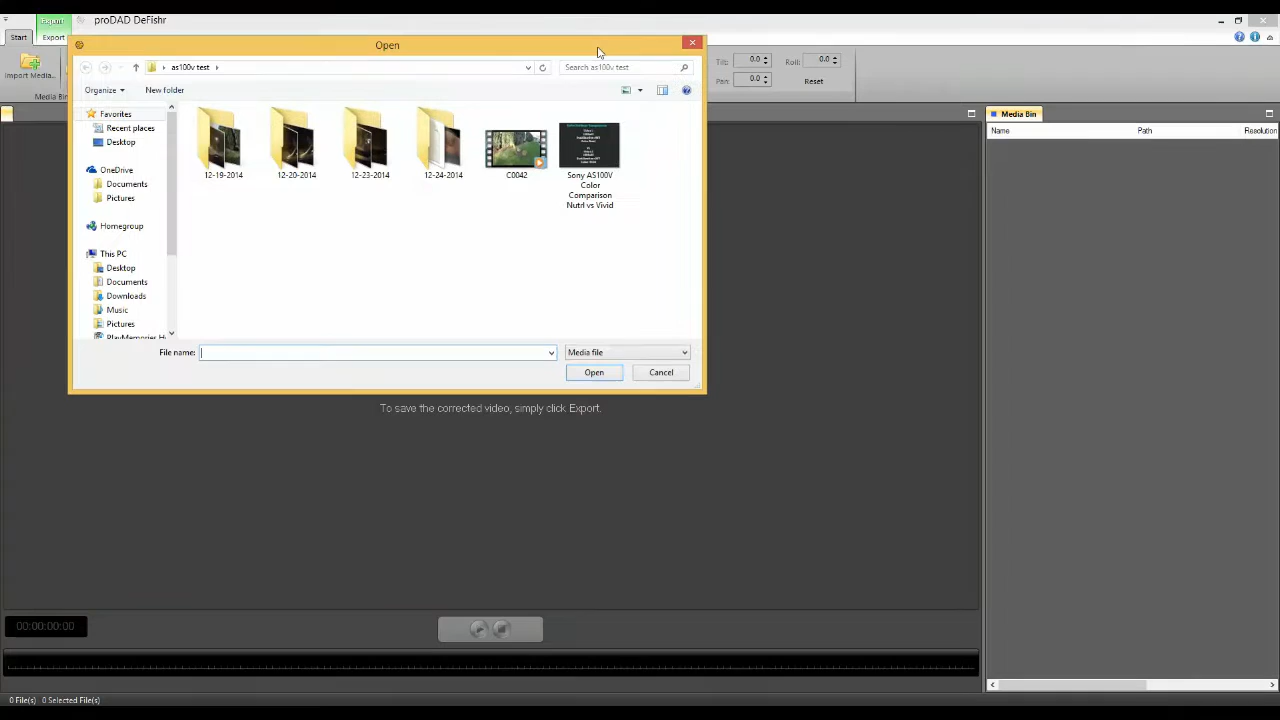 Export
proDAD DeFishr
Start
Export
Open
Import Media...
as100v test
Search as100v test
Tilt:
0.0
Roll:
0.0
Pan:
0.0
Reset
Media Bin
Organize
New folder
Favorites
Recent places
Desktop
OneDrive
Documents
Pictures
Homegroup
This PC
Desktop
Documents
Downloads
Music
Pictures
12-19-2014
12-20-2014
12-23-2014
12-24-2014
C0042
Sony AS100V
Color
Comparison
Nutrl vs Vivid
File name:
Media file
Open
Cancel
To save the corrected video, simply click Export.
Media Bin
Name
Path
Resolution
00:00:00:00
0 File(s)
0 Selected File(s)